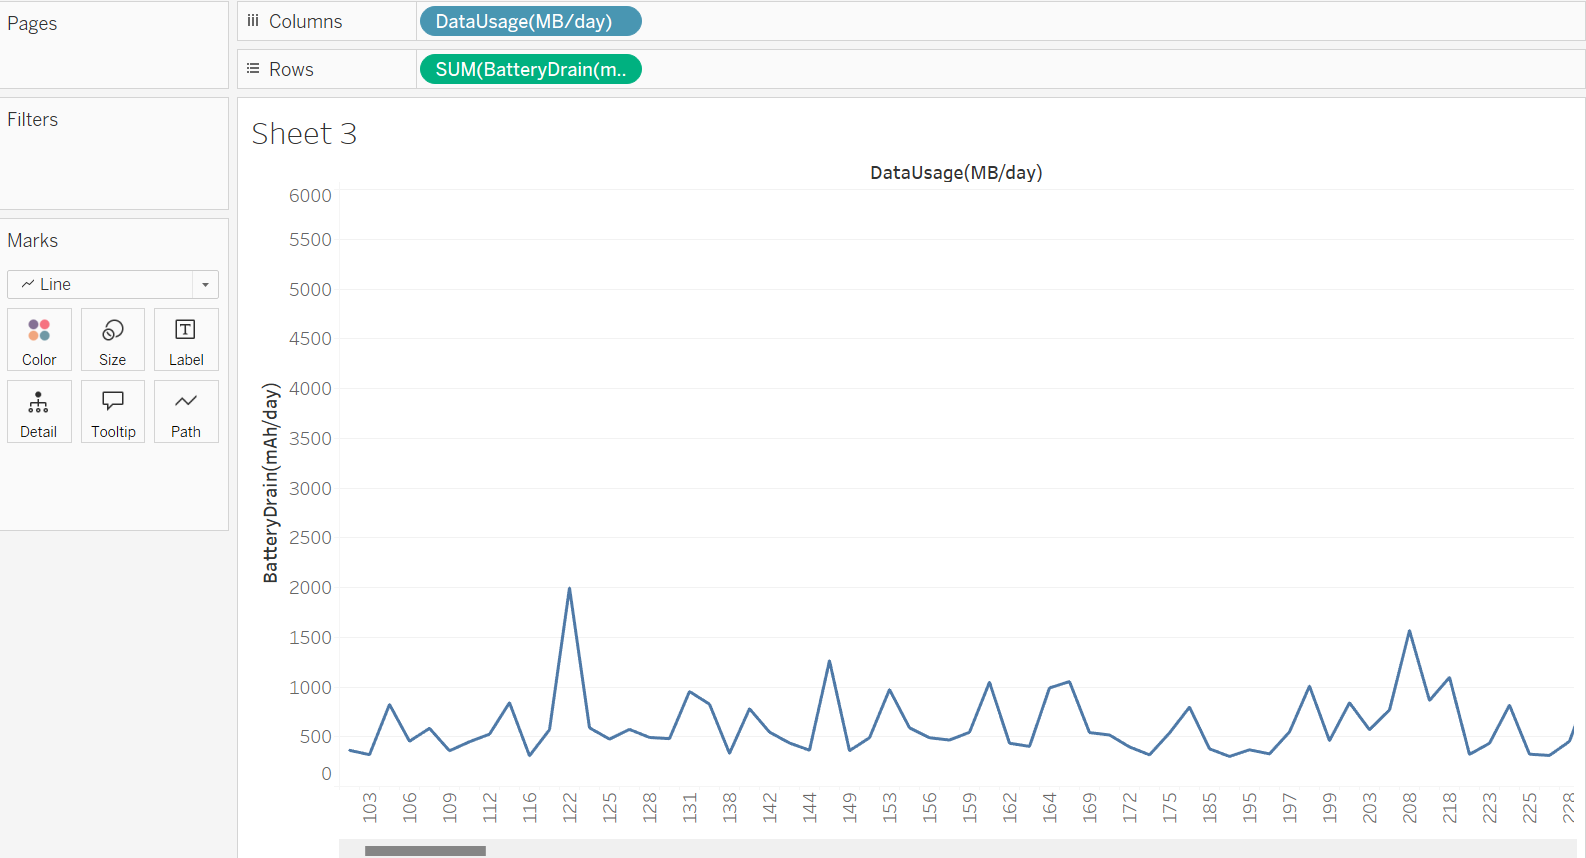 Pages
Columns
DataUsage(MB/day)
Rows
SUM(BatteryDrain(m..
Filters
Marks
Line
Color
Size
Label
Detail
Tooltip
Path
Sheet 3
DataUsage(MB/day)
BatteryDrain(mAh/day)
6000
5500
5000
4500
4000
3500
3000
2500
2000
1500
1000
500
0
103 106 109 112 116 122 125 128 131 138 142 144 149 153 156 159 162 164 169 172 175 185 195 197 199 203 208 218 223 225 228